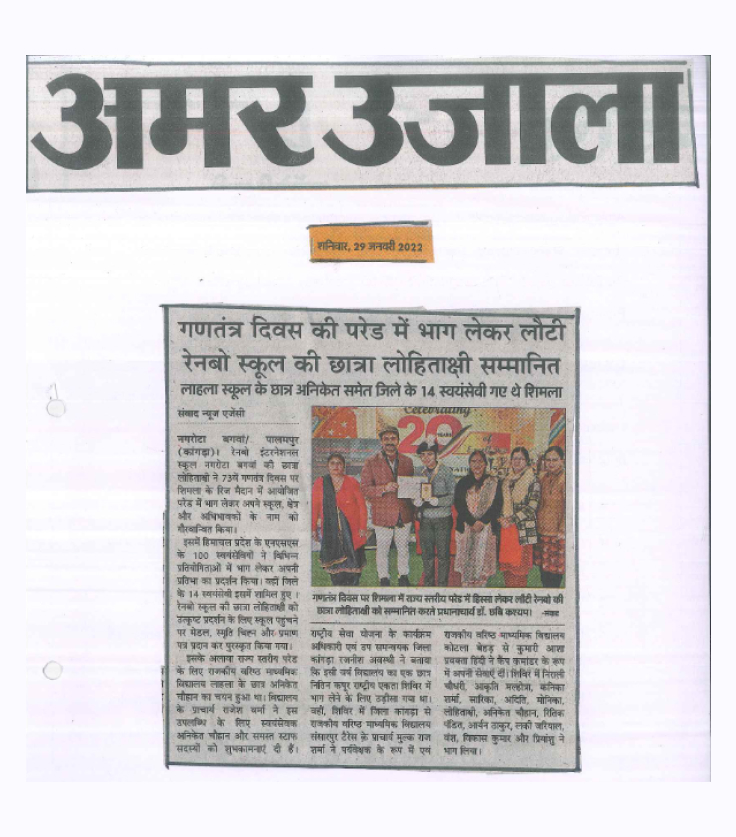 अमर उजाला
शनिवार, 29 जनवरी 2022
गणतंत्र दिवस की परेड में भाग लेकर लौटी
रेनबो स्कूल की छात्रा लोहिताक्षी सम्मानित
लाहला स्कूल के छात्र अनिकेत समेत जिले के 14 स्वयंसेवी गए थे शिमला
संवाद न्यूज एजेंसी
नगरोटा बगवां/ पालमपुर
(कांगड़ा)। रेनबो इंटरनेशनल
स्कूल नगरोटा बगवां की छात्रा
लोहिताक्षी ने 73वें गणतंत्र दिवस पर
शिमला के रिज मैदान में आयोजित
परेड में भाग लेकर अपने स्कूल, क्षेत्र
और अभिभावकों के नाम को
गौरवान्वित किया।
इसमें हिमाचल प्रदेश के एनएसएस
के 100 स्वयंसेवियों ने विभिन्न
प्रतियोगिताओं में भाग लेकर अपनी
प्रतिभा का प्रदर्शन किया। वहीं जिले
के 14 स्वयंसेवी इसमें शामिल हुए।
रेनबो स्कूल की छात्रा लोहिताक्षी को
उत्कृष्ट प्रदर्शन के लिए स्कूल पहुंचने
पर मेडल, स्मृति चिह्न और प्रमाण
पत्र प्रदान कर पुरस्कृत किया गया।
इसके अलावा राज्य स्तरीय परेड
के लिए राजकीय वरिष्ठ माध्यमिक
विद्यालय लाहला के छात्र अनिकेत
चौहान का चयन हुआ था। विद्यालय
के प्राचार्य राजेश वर्मा ने इस
उपलब्धि के लिए स्वयंसेवक
अनिकेत चौहान और समस्त स्टाफ
सदस्यों को शुभकामनाएं दी हैं।
Celebrating
20
YEARS
गणतंत्र दिवस पर शिमला में राज्य स्तरीय परेड में हिस्सा लेकर लौटी रेनबो की
छात्रा लोहिताक्षी को सम्मानित करते प्रधानाचार्य डॉ. छवि कश्यप। -संवाद
राष्ट्रीय सेवा योजना के कार्यक्रम
अधिकारी एवं उप समन्वयक जिला
कांगड़ा रजनीश अवस्थी ने बताया
कि इसी वर्ष विद्यालय का एक छात्र
नितिन कपूर राष्ट्रीय एकता शिविर में
भाग लेने के लिए उड़ीसा गया था।
वहीं, शिविर में जिला कांगड़ा से
राजकीय वरिष्ठ माध्यमिक विद्यालय
संसारपुर टैरेस के प्राचार्य मुल्क राज
शर्मा ने पर्यवेक्षक के रूप में एवं
राजकीय वरिष्ठ माध्यमिक विद्यालय
कोटला बेहड़ से कुमारी आशा
प्रवक्ता हिंदी ने कैंप कमांडर के रूप
में अपनी सेवाएं दीं। शिविर में निराली
चौधरी, आकृति मल्होत्रा, कनिका
शर्मा, सारिका, अदिति, मोनिका,
लोहिताक्षी, अनिकेत चौहान, रितिक
पंडित, आर्यन ठाकुर, लकी जरियाल,
वंश, विकास कुमार और प्रियांशु ने
भाग लिया।